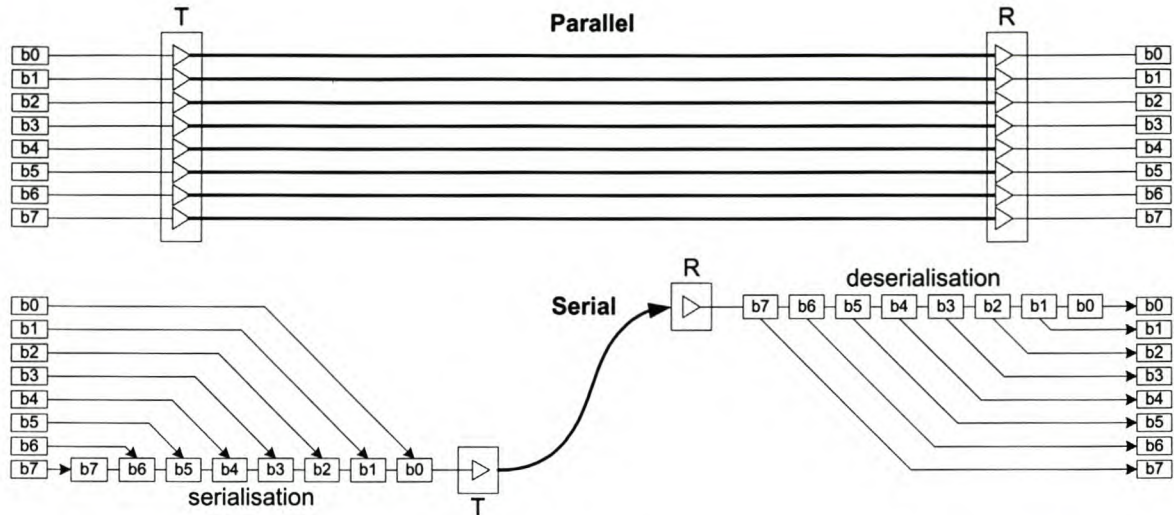 T Parallel R
b0 b0
b1 b1
b2 b2
b3 b3
b4 b4
b5 b5
b6 b6
b7 b7
R
deserialisation
b0 Serial b7 b6 b5 b4 b3 b2 b1 b0 b0
b1 b1
b2 b2
b3 b3
b4 b4
b5 b5
b6 b6
b7 b7 b6 b5 b4 b3 b2 b1 b0 b7
serialisation T